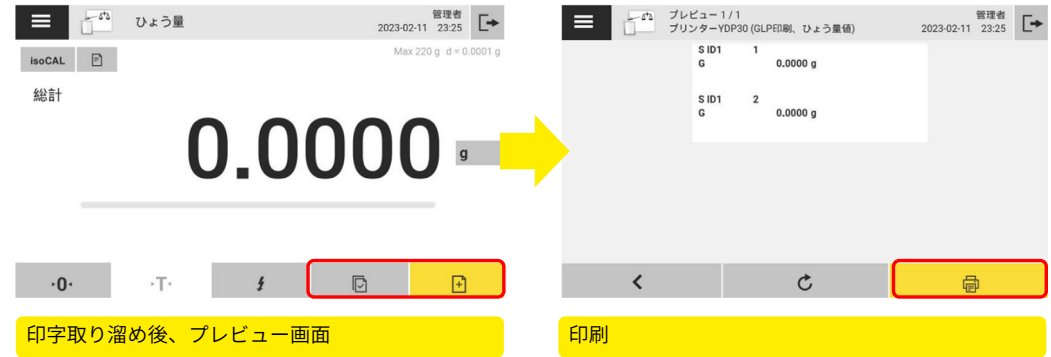 ひょう量
管理者
2023-02-11 23:25
Max 220 g d = 0.0001 g
isoCAL
総計
0.0000
g
0
T
印字取り溜め後、プレビュー画面
プレビュー 1 / 1
プリンターYDP30 (GLP印刷、ひょう量値)
管理者
2023-02-11 23:25
S ID1 1
G 0.0000 g
S ID1 2
G 0.0000 g
印刷